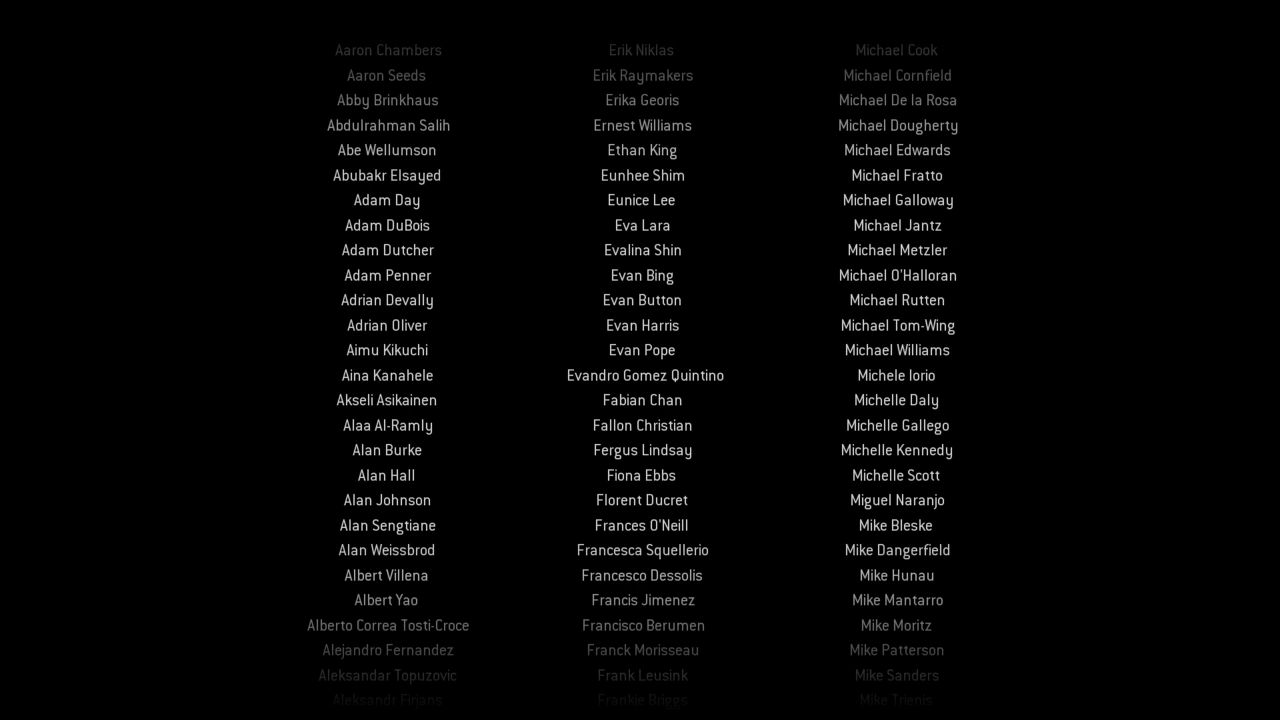 Aaron Chambers
Aaron Seeds
Abby Brinkhaus
Abdulrahman Salih
Abe Wellumson
Abubakr Elsayed
Adam Day
Adam DuBois
Adam Dutcher
Adam Penner
Adrian Devally
Adrian Oliver
Aimu Kikuchi
Aina Kanahele
Akseli Asikainen
Alaa Al-Ramly
Alan Burke
Alan Hall
Alan Johnson
Alan Sengtiane
Alan Weissbrod
Albert Villena
Albert Yao
Alberto Correa Tosti-Croce
Alejandro Fernandez
Aleksandar Topuzovic
Aleksandr Firjans
Erik Niklas
Erik Raymakers
Erika Georis
Ernest Williams
Ethan King
Eunhee Shim
Eunice Lee
Eva Lara
Evalina Shin
Evan Bing
Evan Button
Evan Harris
Evan Pope
Evandro Gomez Quintino
Fabian Chan
Fallon Christian
Fergus Lindsay
Fiona Ebbs
Florent Ducret
Frances O'Neill
Francesca Squellerio
Francesco Dessolis
Francis Jimenez
Francisco Berumen
Franck Morisseau
Frank Leusink
Frankie Briggs
Michael Cook
Michael Cornfield
Michael De la Rosa
Michael Dougherty
Michael Edwards
Michael Fratto
Michael Galloway
Michael Jantz
Michael Metzler
Michael O'Halloran
Michael Rutten
Michael Tom-Wing
Michael Williams
Michele Iorio
Michelle Daly
Michelle Gallego
Michelle Kennedy
Michelle Scott
Miguel Naranjo
Mike Bleske
Mike Dangerfield
Mike Hunau
Mike Mantarro
Mike Moritz
Mike Patterson
Mike Sanders
Mike Trienis